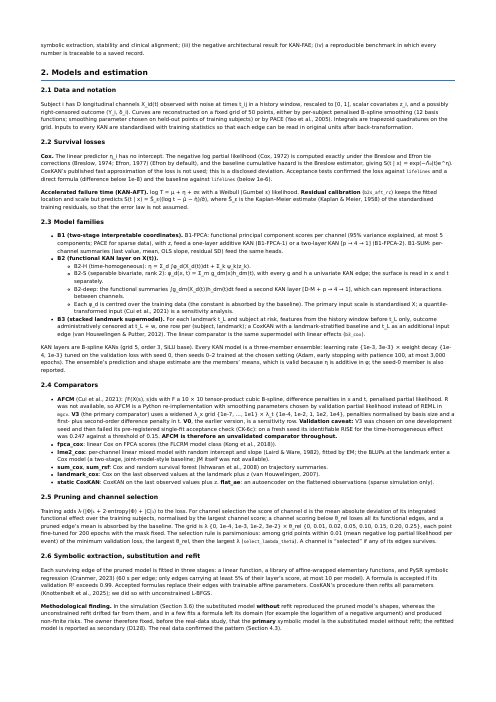 symbolic extraction, stability and clinical alignment; (iii) the negative architectural result for KAN-FAE; (iv) a reproducible benchmark in which every
number is traceable to a saved record.
2. Models and estimation
2.1 Data and notation
Subject i has D longitudinal channels X_id(t) observed with noise at times t_ij in a history window, rescaled to [0, 1], scalar covariates z_i, and a possibly
right-censored outcome (Y_i, δ_i). Curves are reconstructed on a fixed grid of 50 points, either by per-subject penalised B-spline smoothing (12 basis
functions; smoothing parameter chosen on held-out points of training subjects) or by PACE (Yao et al., 2005). Integrals are trapezoid quadratures on the
grid. Inputs to every KAN are standardised with training statistics so that each edge can be read in original units after back-transformation.
2.2 Survival losses
Cox. The linear predictor η_i has no intercept. The negative log partial likelihood (Cox, 1972) is computed exactly under the Breslow and Efron tie
corrections (Breslow, 1974; Efron, 1977) (Efron by default), and the baseline cumulative hazard is the Breslow estimator, giving
CoxKAN's published fast approximation of the loss is not used; this is a disclosed deviation. Acceptance tests confirmed the loss against lifelines and a
direct formula (difference below 1e-8) and the baseline against lifelines (below 1e-6).
Accelerated failure time (KAN-AFT). log T = μ + η + σε with a Weibull (Gumbel ε) likelihood. Residual calibration (b2s_aft_rc) keeps the fitted
location and scale but predicts where Ŝ_ε is the Kaplan–Meier estimate (Kaplan & Meier, 1958) of the
standardised training residuals, so that the error law is not assumed.
2.3 Model families
• B1 (two-stage interpretable coordinates). B1-FPCA: functional principal component scores per channel (95% variance explained, at most 5
components; PACE for sparse data), with z, feed a one-layer additive KAN (B1-FPCA-1) or a two-layer KAN [p → 4 → 1] (B1-FPCA-2). B1-SUM: per-
channel summaries (last value, mean, OLS slope, residual SD) feed the same heads.
• B2 (functional KAN layer on X(t)).
○ B2-H (time-homogeneous): η = Σ_d ∫φ_d(X_d(t))dt + Σ_k ψ_k(z_k).
○ B2-S (separable bivariate, rank 2): φ_d(x, t) = Σ_m g_dm(x)h_dm(t), with every g and h a univariate KAN edge; the surface is read in x and t
separately.
○ B2-deep: the functional summaries ∫g_dm(X_d(t))h_dm(t)dt feed a second KAN layer [D·M + p → 4 → 1], which can represent interactions
between channels.
○ Each φ_d is centred over the training data (the constant is absorbed by the baseline). The primary input scale is standardised X; a quantile-
transformed input (Cui et al., 2021) is a sensitivity analysis.
• B3 (stacked landmark supermodel). For each landmark t_L and subject at risk, features from the history window before t_L only, outcome
administratively censored at t_L + w, one row per (subject, landmark); a CoxKAN with a landmark-stratified baseline and t_L as an additional input
edge (van Houwelingen & Putter, 2012). The linear comparator is the same supermodel with linear effects (b3_cox).
KAN layers are B-spline KANs (grid 5, order 3, SiLU base). Every KAN model is a three-member ensemble: learning rate {1e-3, 3e-3} × weight decay {1e-
4, 1e-3} tuned on the validation loss with seed 0, then seeds 0–2 trained at the chosen setting (Adam, early stopping with patience 100, at most 3,000
epochs). The ensemble's prediction and shape estimate are the members' means, which is valid because η is additive in φ; the seed-0 member is also
reported.
2.4 Comparators
• AFCM (Cui et al., 2021): ∫F(X(s), s)ds with F a 10 × 10 tensor-product cubic B-spline, difference penalties in x and t, penalised partial likelihood. R
was not available, so AFCM is a Python re-implementation with smoothing parameters chosen by validation partial likelihood instead of REML in
mgcv. V3 (the primary comparator) uses a widened λ_x grid {1e-7, ..., 1e1} × λ_t {1e-4, 1e-2, 1, 1e2, 1e4}, penalties normalised by basis size and a
first- plus second-order difference penalty in t. V0, the earlier version, is a sensitivity row. Validation caveat: V3 was chosen on one development
seed and then failed its pre-registered single-fit acceptance check (CK-6c): on a fresh seed its identifiable RISE for the time-homogeneous effect
was 0.247 against a threshold of 0.15. AFCM is therefore an unvalidated comparator throughout.
• fpca_cox: linear Cox on FPCA scores (the FLCRM model class (Kong et al., 2018)).
• lme2_cox: per-channel linear mixed model with random intercept and slope (Laird & Ware, 1982), fitted by EM; the BLUPs at the landmark enter a
Cox model (a two-stage, joint-model-style baseline; JM itself was not available).
• sum_cox, sum_rsf: Cox and random survival forest (Ishwaran et al., 2008) on trajectory summaries.
• landmark_cox: Cox on the last observed values at the landmark plus z (van Houwelingen, 2007).
• static CoxKAN: CoxKAN on the last observed values plus z. flat_ae: an autoencoder on the flattened observations (sparse simulation only).
2.5 Pruning and channel selection
Training adds to the loss. For channel selection the score of channel d is the mean absolute deviation of its integrated
functional effect over the training subjects, normalised by the largest channel score; a channel scoring below θ_rel loses all its functional edges, and a
pruned edge's mean is absorbed by the baseline. The grid is λ {0, 1e-4, 1e-3, 1e-2, 3e-2} × θ_rel {0, 0.01, 0.02, 0.05, 0.10, 0.15, 0.20, 0.25}, each point
fine-tuned for 200 epochs with the mask fixed. The selection rule is parsimonious: among grid points within 0.01 (mean negative log partial likelihood per
event) of the minimum validation loss, the largest θ_rel, then the largest λ (select_lambda_theta). A channel is "selected" if any of its edges survives.
2.6 Symbolic extraction, substitution and refit
Each surviving edge of the pruned model is fitted in three stages: a linear function, a library of affine-wrapped elementary functions, and PySR symbolic
regression (Cranmer, 2023) (60 s per edge; only edges carrying at least 5% of their layer's score, at most 10 per model). A formula is accepted if its
validation R² exceeds 0.99. Accepted formulas replace their edges with trainable affine parameters. CoxKAN's procedure then refits all parameters
(Knottenbelt et al., 2025); we did so with unconstrained L-BFGS.
Methodological finding. In the simulation (Section 3.6) the substituted model without refit reproduced the pruned model's shapes, whereas the
unconstrained refit drifted far from them, and in a few fits a formula left its domain (for example the logarithm of a negative argument) and produced
non-finite risks. The owner therefore fixed, before the real-data study, that the primary symbolic model is the substituted model without refit; the refitted
model is reported as secondary (D128). The real data confirmed the pattern (Section 4.3).